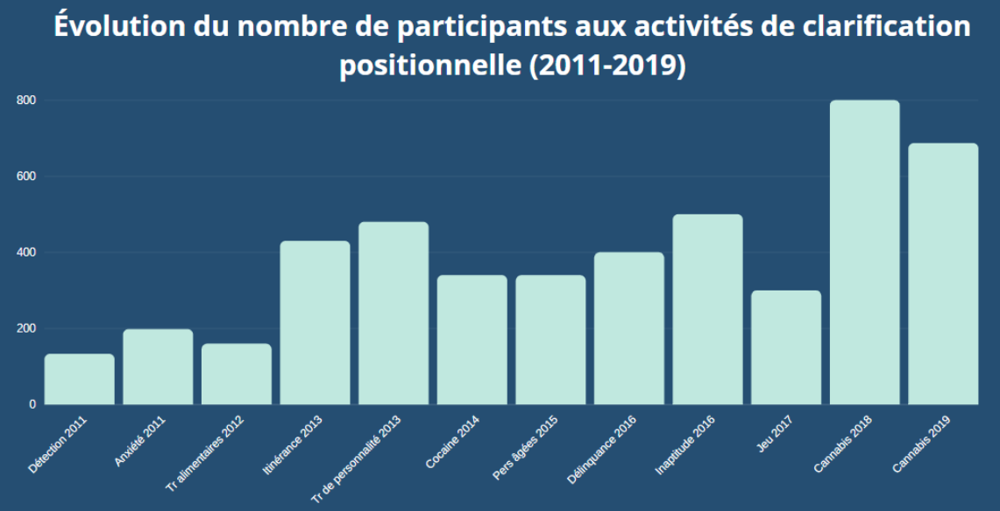 Évolution du nombre de participants aux activités de clarification
positionnelle (2011-2019)
800
600
400
200
0
Détection 2011
Anxiété 2011
Tr alimentaires 2012
Itinérance 2013
Tr de personnalité 2013
Cocaine 2014
Pers âgées 2015
Délinquance 2016
Inaptitude 2016
Jeu 2017
Cannabis 2018
Cannabis 2019